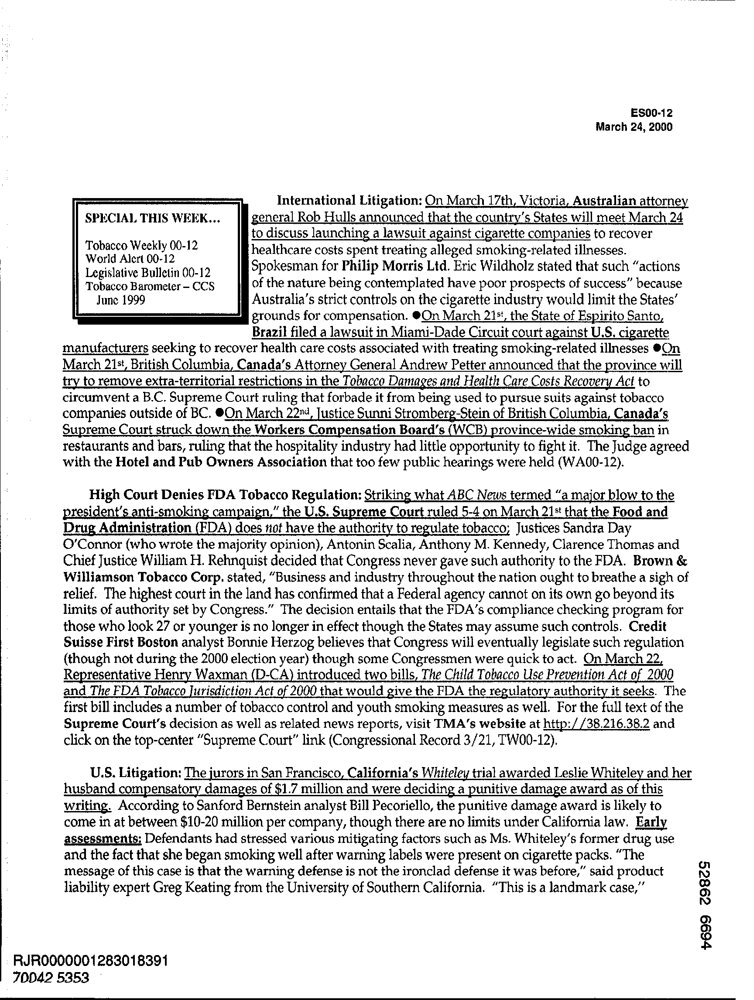 ES00-12
March 24, 2000
SPECIAL THIS WEEK...
Tobacco Weekly 00-12
World Alert 00-12
Legislative Bulletin 00-12
Tobacco Barometer – CCS
June 1999
International Litigation: On March 17th, Victoria, Australian attorney
general Rob Hulls announced that the country's States will meet March 24
to discuss launching a lawsuit against cigarette companies to recover
healthcare costs spent treating alleged smoking-related illnesses.
Spokesman for Philip Morris Ltd. Eric Wildholz stated that such "actions
of the nature being contemplated have poor prospects of success" because
Australia's strict controls on the cigarette industry would limit the States'
grounds for compensation. ●On March 21st, the State of Espirito Santo,
Brazil filed a lawsuit in Miami-Dade Circuit court against U.S. cigarette
manufacturers seeking to recover health care costs associated with treating smoking-related illnesses ●On
March 21st, British Columbia, Canada's Attorney General Andrew Petter announced that the province will
try to remove extra-territorial restrictions in the Tobacco Damages and Health Care Costs Recovery Act to
circumvent a B.C. Supreme Court ruling that forbade it from being used to pursue suits against tobacco
companies outside of BC. ●On March 22nd, Justice Sunni Stromberg-Stein of British Columbia, Canada's
Supreme Court struck down the Workers Compensation Board's (WCB) province-wide smoking ban in
restaurants and bars, ruling that the hospitality industry had little opportunity to fight it. The Judge agreed
with the Hotel and Pub Owners Association that too few public hearings were held (WA00-12).
High Court Denies FDA Tobacco Regulation: Striking what ABC News termed "a major blow to the
president's anti-smoking campaign," the U.S. Supreme Court ruled 5-4 on March 21st that the Food and
Drug Administration (FDA) does not have the authority to regulate tobacco; Justices Sandra Day
O'Connor (who wrote the majority opinion), Antonin Scalia, Anthony M. Kennedy, Clarence Thomas and
Chief Justice William H. Rehnquist decided that Congress never gave such authority to the FDA. Brown &
Williamson Tobacco Corp. stated, "Business and industry throughout the nation ought to breathe a sigh of
relief. The highest court in the land has confirmed that a Federal agency cannot on its own go beyond its
limits of authority set by Congress." The decision entails that the FDA's compliance checking program for
those who look 27 or younger is no longer in effect though the States may assume such controls. Credit
Suisse First Boston analyst Bonnie Herzog believes that Congress will eventually legislate such regulation
(though not during the 2000 election year) though some Congressmen were quick to act. On March 22,
Representative Henry Waxman (D-CA) introduced two bills, The Child Tobacco Use Prevention Act of 2000
and The FDA Tobacco Jurisdiction Act of 2000 that would give the FDA the regulatory authority it seeks. The
first bill includes a number of tobacco control and youth smoking measures as well. For the full text of the
Supreme Court's decision as well as related news reports, visit TMA's website at http://38.216.38.2 and
click on the top-center "Supreme Court" link (Congressional Record 3/21, TW00-12).
U.S. Litigation: The jurors in San Francisco, California's Whiteley trial awarded Leslie Whiteley and her
husband compensatory damages of $1.7 million and were deciding a punitive damage award as of this
writing. According to Sanford Bernstein analyst Bill Pecoriello, the punitive damage award is likely to
come in at between $10-20 million per company, though there are no limits under California law. Early
assessments: Defendants had stressed various mitigating factors such as Ms. Whiteley's former drug use
and the fact that she began smoking well after warning labels were present on cigarette packs. "The
message of this case is that the warning defense is not the ironclad defense it was before," said product
liability expert Greg Keating from the University of Southern California. "This is a landmark case,"
52862 6694
RJR0000001283018391
70042 5353